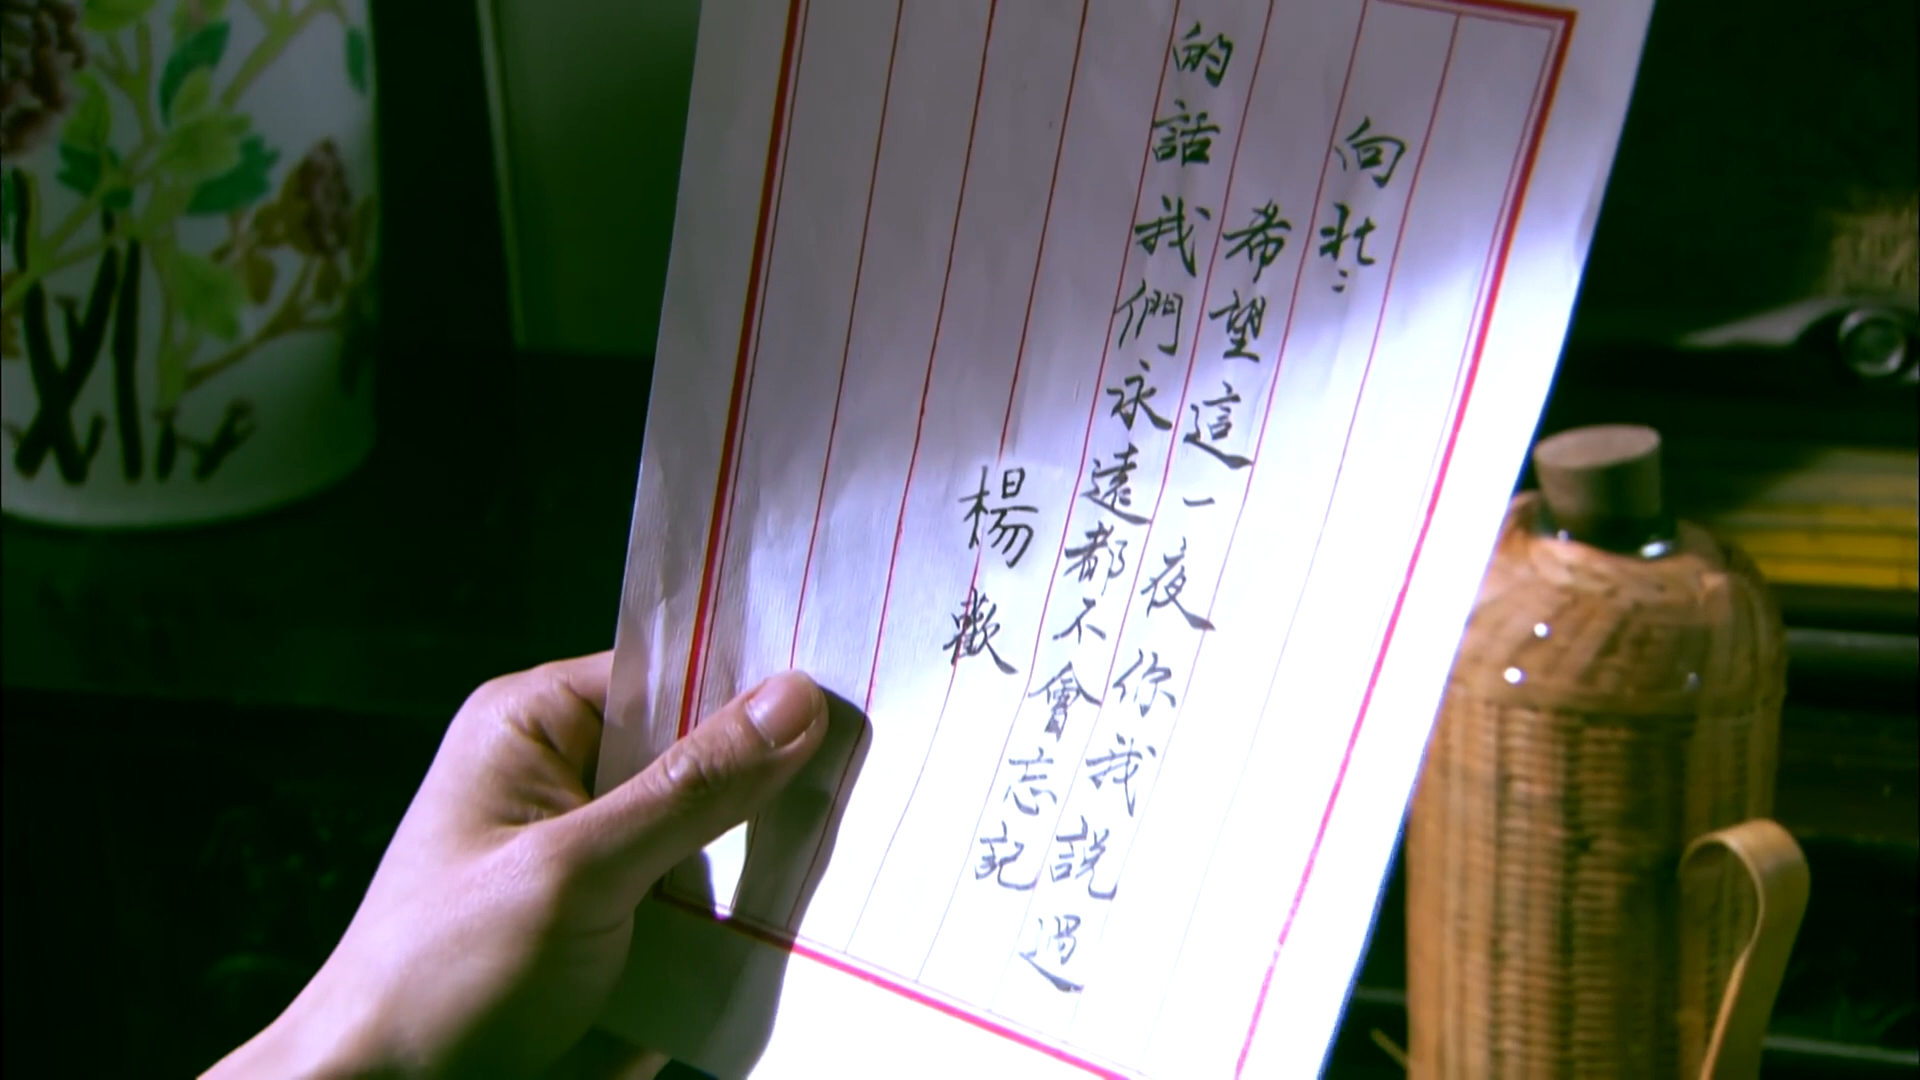 向北：
希望這一夜你我說過
的話我們永遠都不會忘記
楊歡